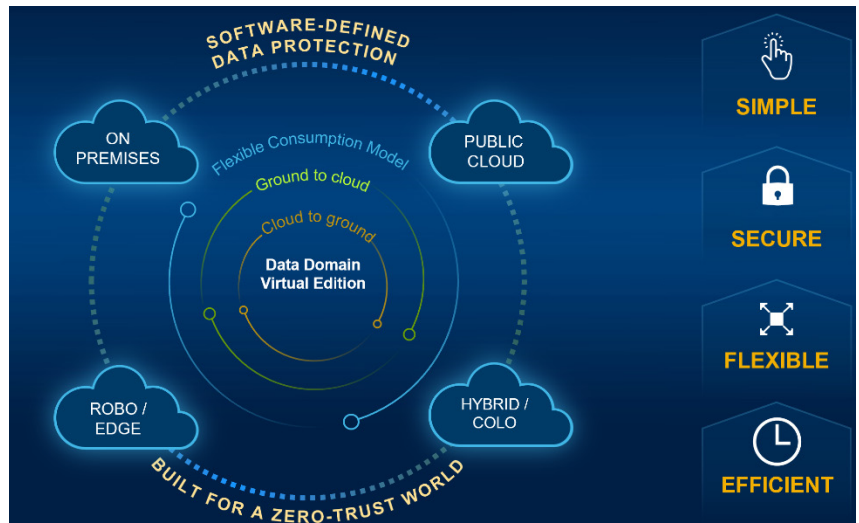 SOFTWARE-DEFINED
DATA PROTECTION
ON
PREMISES
PUBLIC
CLOUD
Flexible Consumption Model
Ground to cloud
Cloud to ground
Data Domain
Virtual Edition
ROBO /
EDGE
HYBRID /
COLO
BUILT FOR A ZERO-TRUST WORLD
SIMPLE
SECURE
FLEXIBLE
EFFICIENT